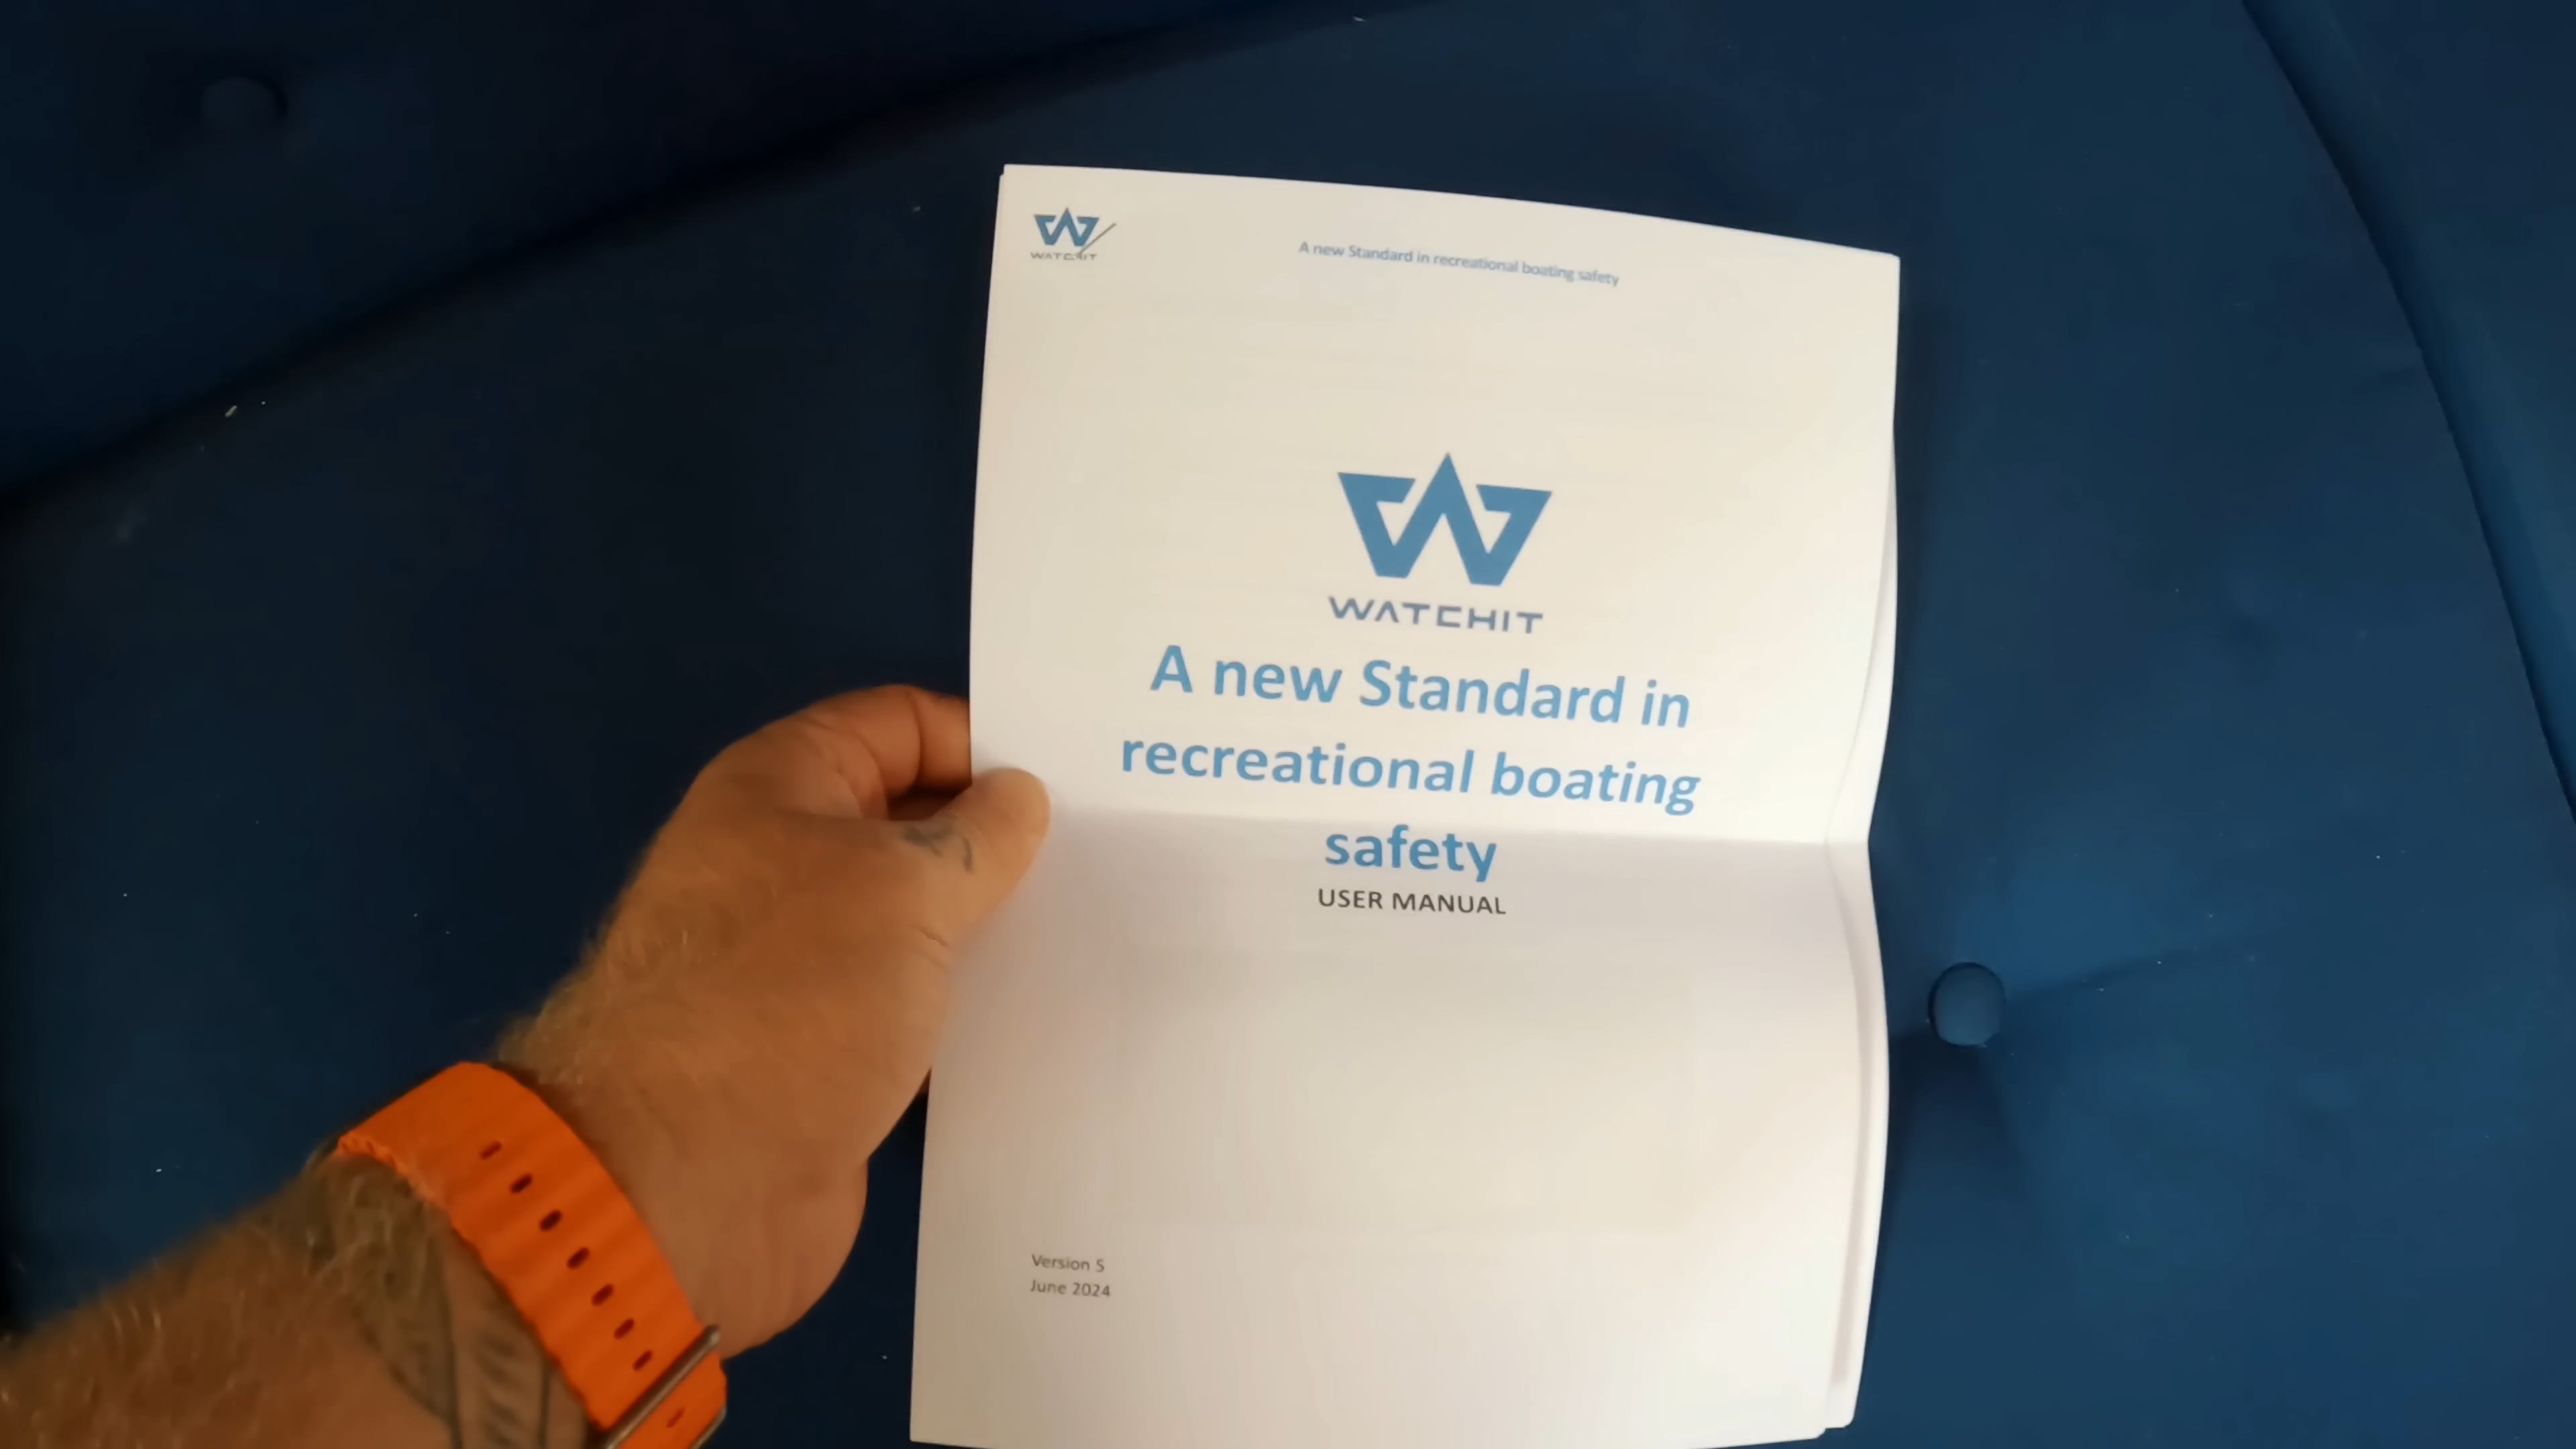 WATCHIT
A new Standard in recreational boating safety
WATCHIT
A new Standard in
recreational boating
safety
USER MANUAL
Version 5
June 2024